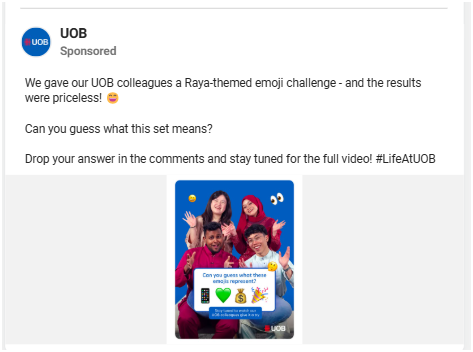 UOB
UOB
Sponsored
We gave our UOB colleagues a Raya-themed emoji challenge - and the results
were priceless! 😄
Can you guess what this set means?
Drop your answer in the comments and stay tuned for the full video! #LifeAtUOB
Can you guess what these
emojis represent?
📱💚💰🎉
UOB